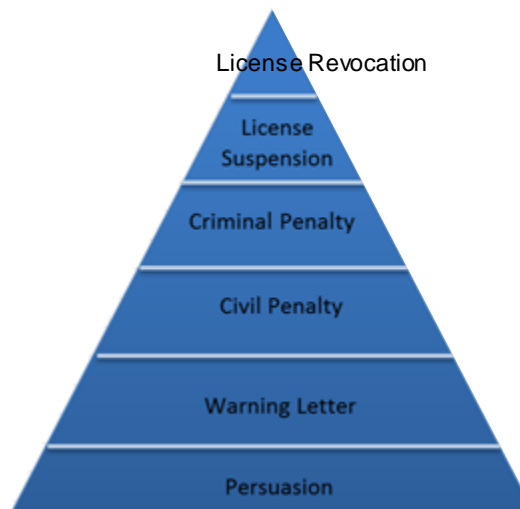 License Revocation
License
Suspension
Criminal Penalty
Civil Penalty
Warning Letter
Persuasion